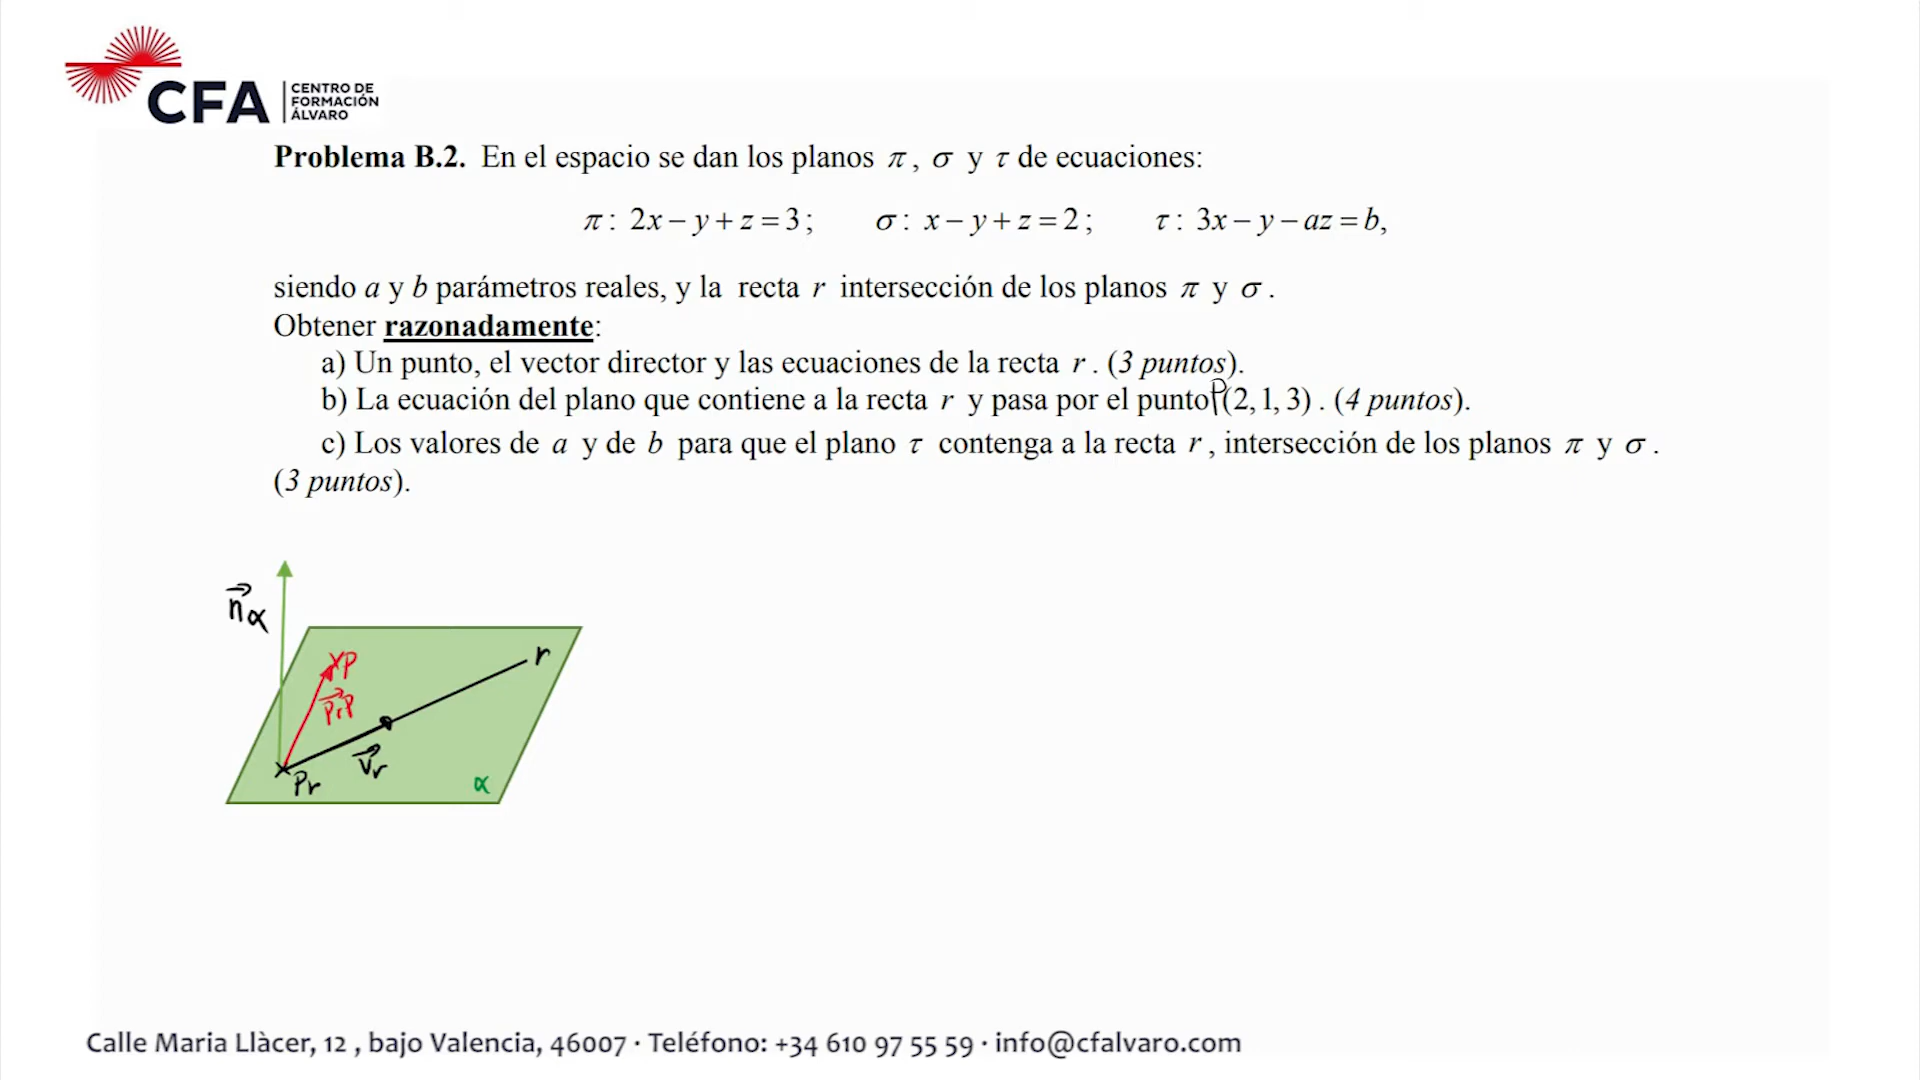 CFA CENTRO DE
FORMACIÓN
ÁLVARO
Problema B.2. En el espacio se dan los planos π, σ y τ de ecuaciones:
π: 2x − y + z = 3; σ: x − y + z = 2; τ: 3x − y − az = b,
siendo a y b parámetros reales, y la recta r intersección de los planos π y σ.
Obtener razonadamente:
a) Un punto, el vector director y las ecuaciones de la recta r. (3 puntos).
b) La ecuación del plano que contiene a la recta r y pasa por el punto P(2,1,3). (4 puntos).
c) Los valores de a y de b para que el plano τ contenga a la recta r, intersección de los planos π y σ.
(3 puntos).
n⃗α
r
P
PrP
v⃗r
Pr
α
Calle Maria Llàcer, 12 , bajo Valencia, 46007 · Teléfono: +34 610 97 55 59 · info@cfalvaro.com